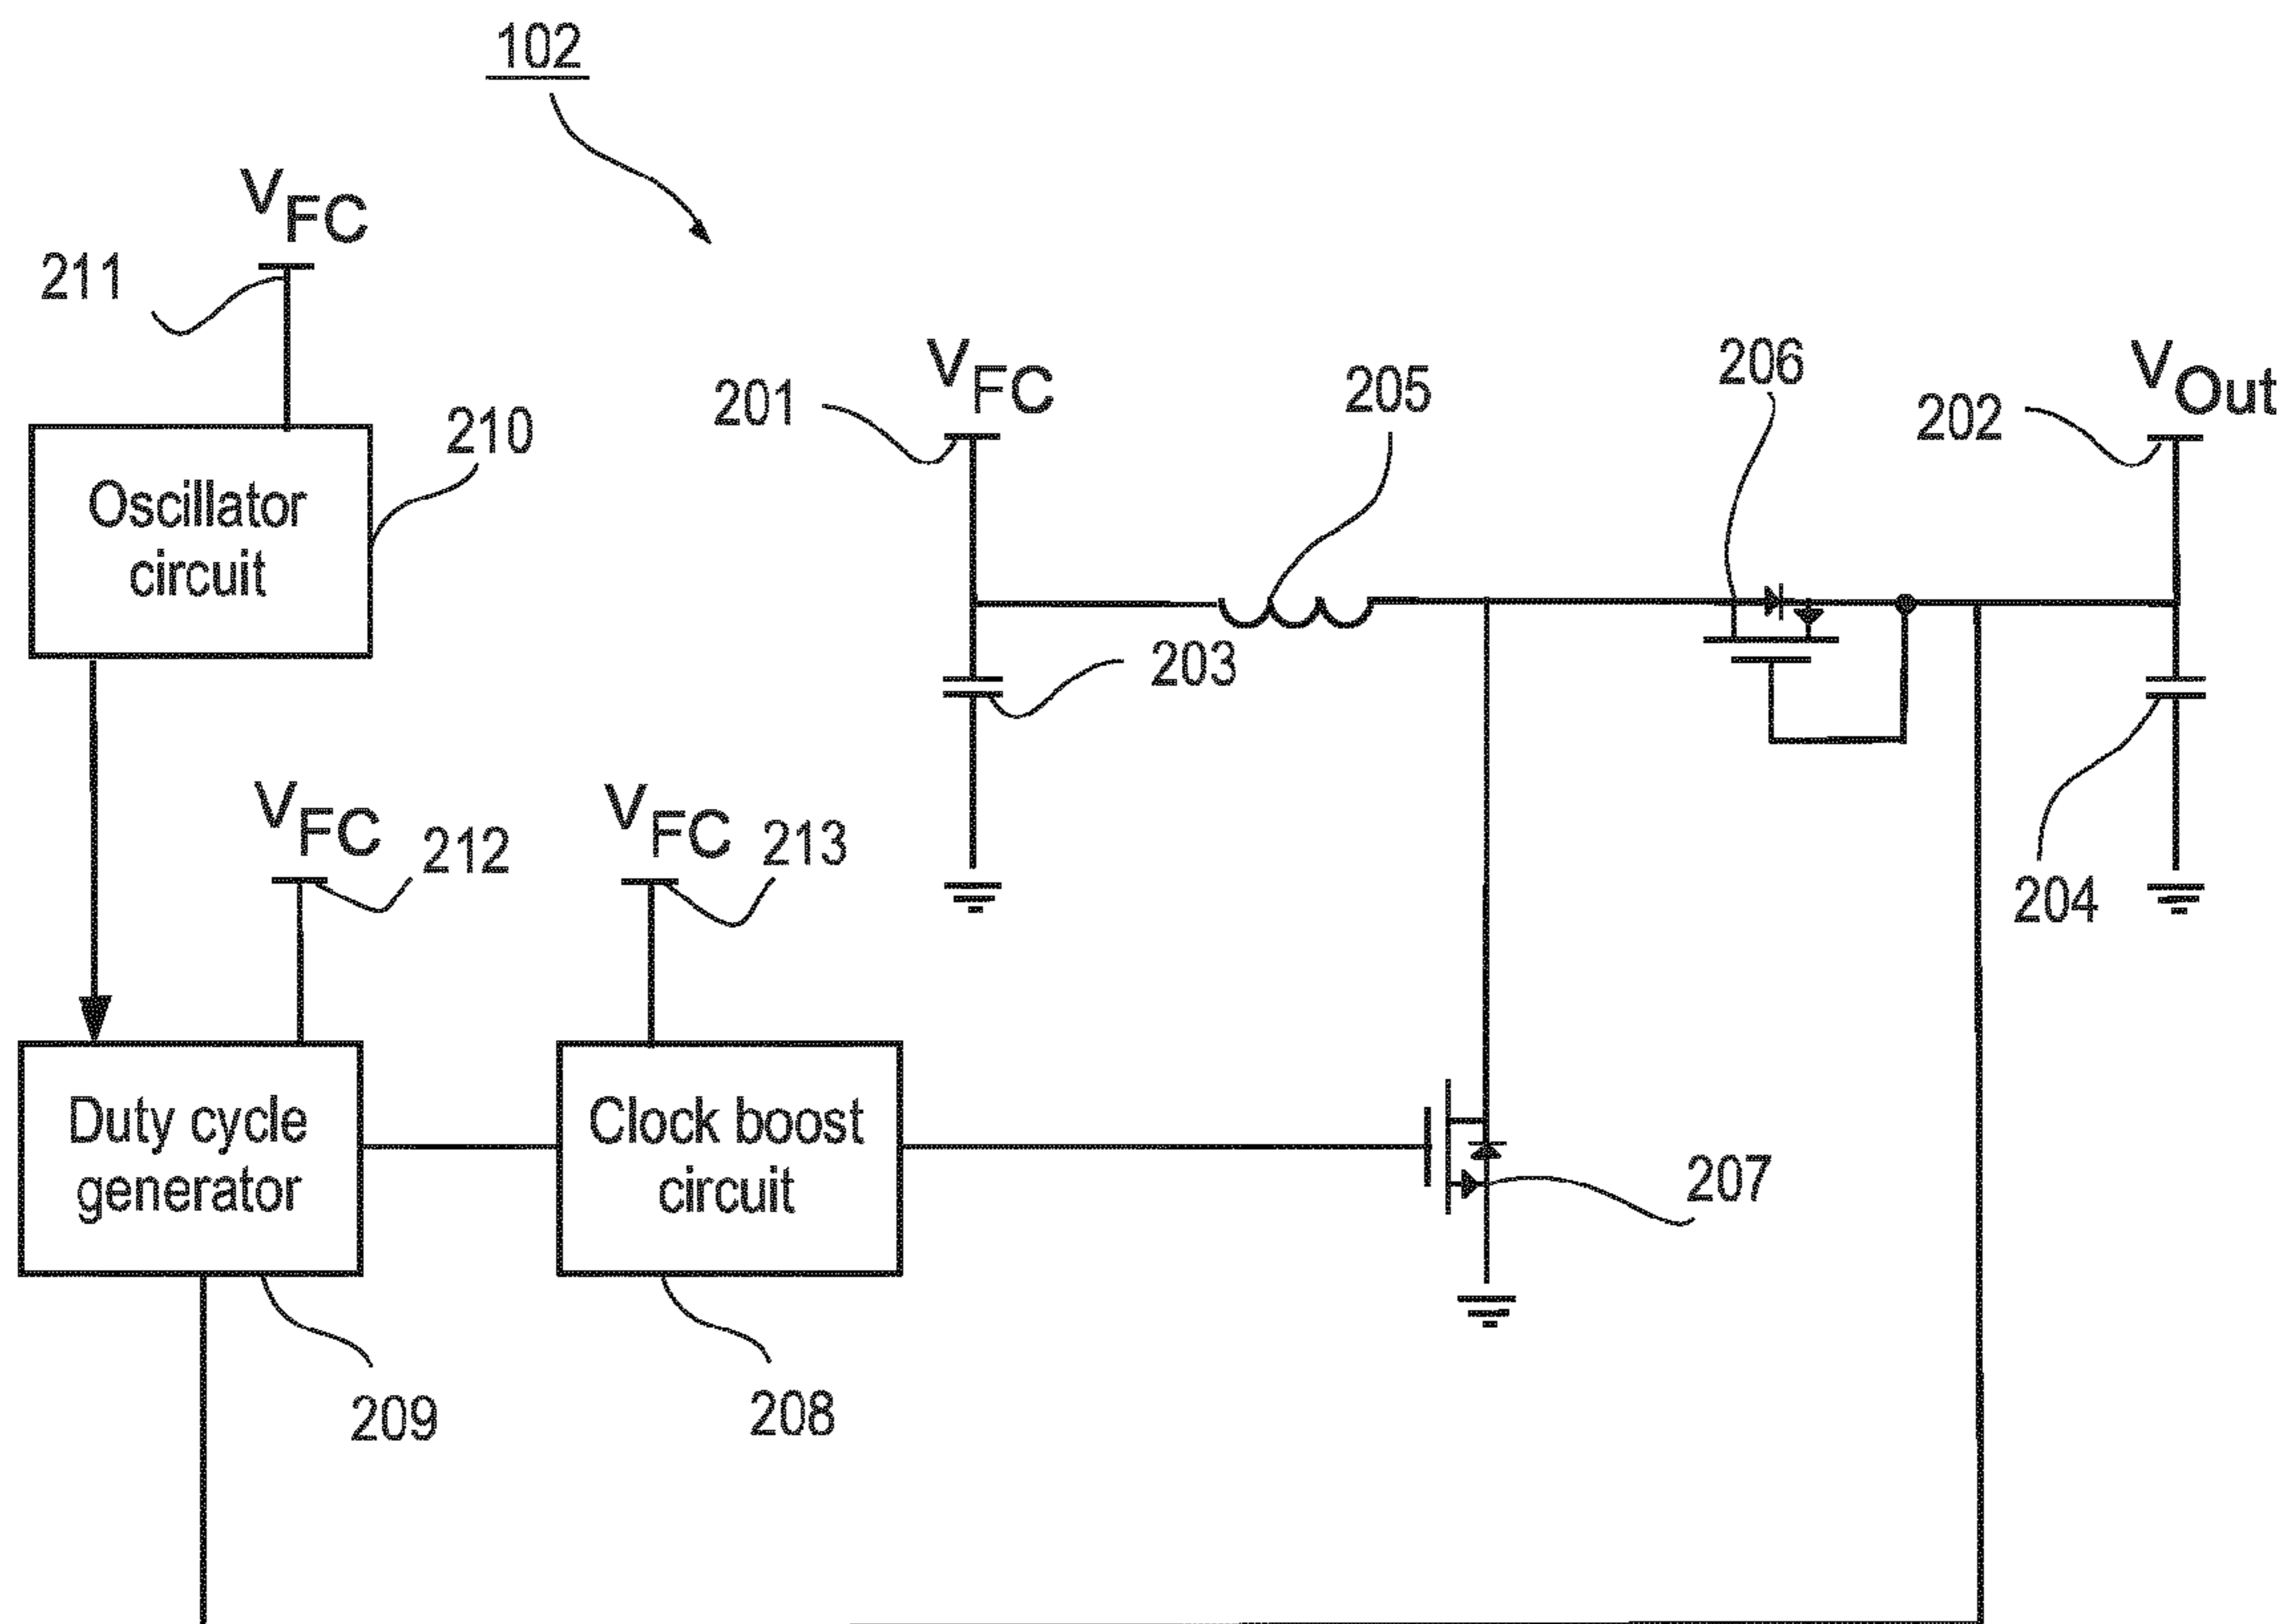 102
VFC
211
210
Oscillator
circuit
VFC
201
205
206
VOut
202
203
204
VFC
212
VFC
213
Duty cycle
generator
Clock boost
circuit
207
209
208